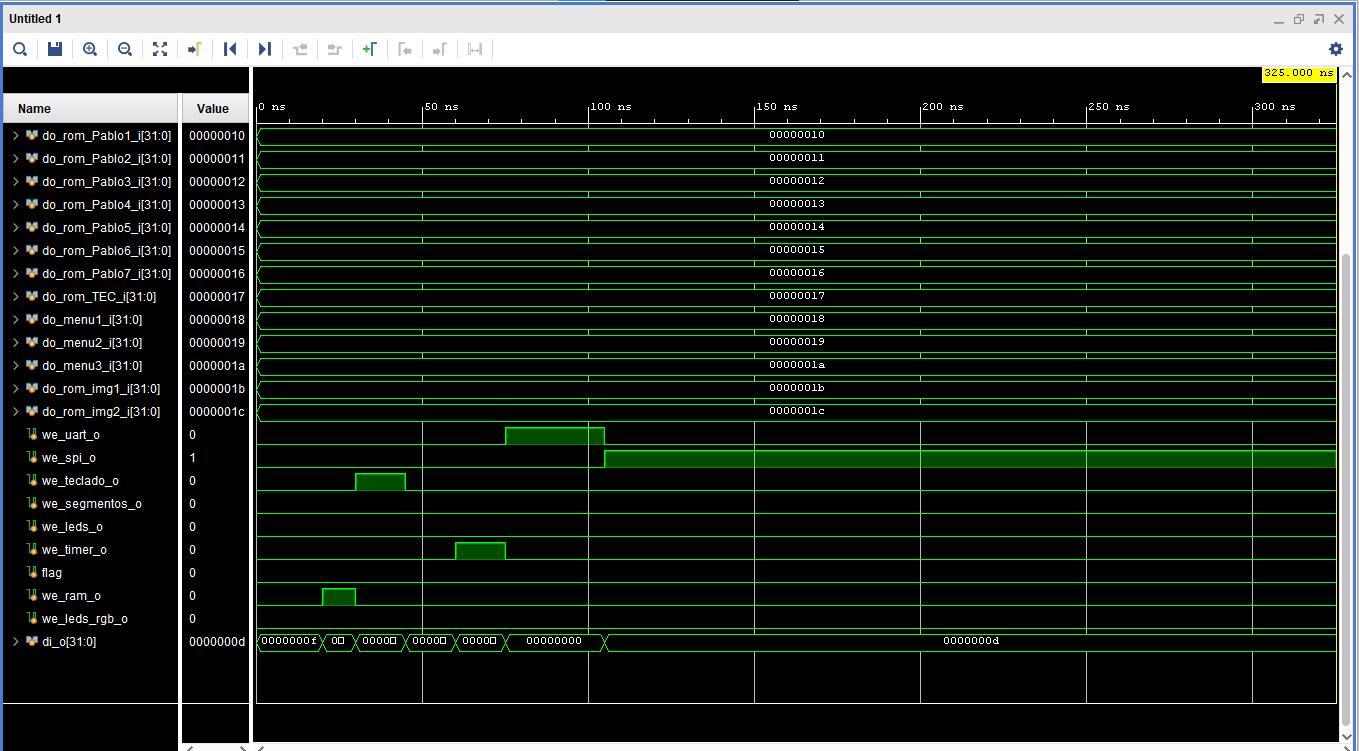 Untitled 1
325.000 ns
Name Value 0 ns 50 ns 100 ns 150 ns 200 ns 250 ns 300 ns
do_rom_Pablo1_i[31:0] 00000010 00000010
do_rom_Pablo2_i[31:0] 00000011 00000011
do_rom_Pablo3_i[31:0] 00000012 00000012
do_rom_Pablo4_i[31:0] 00000013 00000013
do_rom_Pablo5_i[31:0] 00000014 00000014
do_rom_Pablo6_i[31:0] 00000015 00000015
do_rom_Pablo7_i[31:0] 00000016 00000016
do_rom_TEC_i[31:0] 00000017 00000017
do_menu1_i[31:0] 00000018 00000018
do_menu2_i[31:0] 00000019 00000019
do_menu3_i[31:0] 0000001a 0000001a
do_rom_img1_i[31:0] 0000001b 0000001b
do_rom_img2_i[31:0] 0000001c 0000001c
we_uart_o 0
we_spi_o 1
we_teclado_o 0
we_segmentos_o 0
we_leds_o 0
we_timer_o 0
flag 0
we_ram_o 0
we_leds_rgb_o 0
di_o[31:0] 0000000d 0000000f 0□ 0000□ 0000□ 0000□ 00000000 0000000d